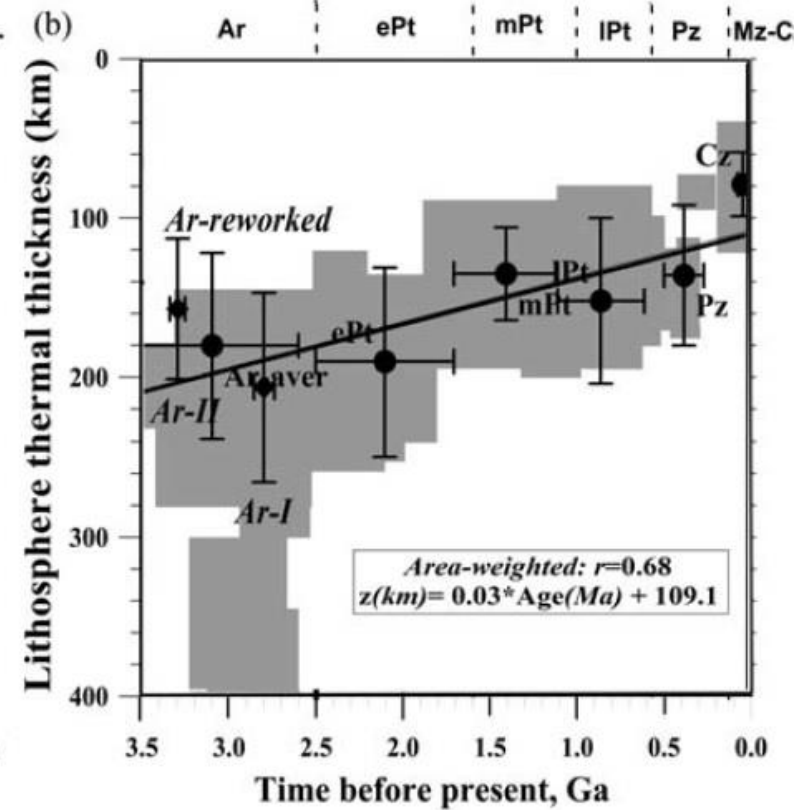 (b)
Ar ePt mPt lPt Pz Mz-C
Lithosphere thermal thickness (km)
0
100
200
300
400
Cz
Ar-reworked
lPt
mPt
Pz
ePt
Ar-aver
Ar-II
Ar-I
Area-weighted: r=0.68
z(km)= 0.03*Age(Ma) + 109.1
3.5 3.0 2.5 2.0 1.5 1.0 0.5 0.0
Time before present, Ga